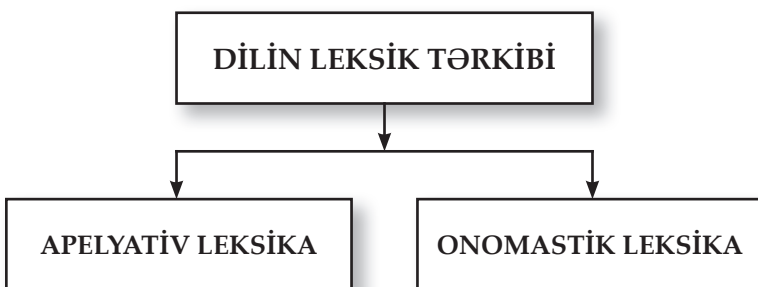 DİLİN LEKSİK TƏRKİBİ
APELYATİV LEKSİKA
ONOMASTİK LEKSİKA